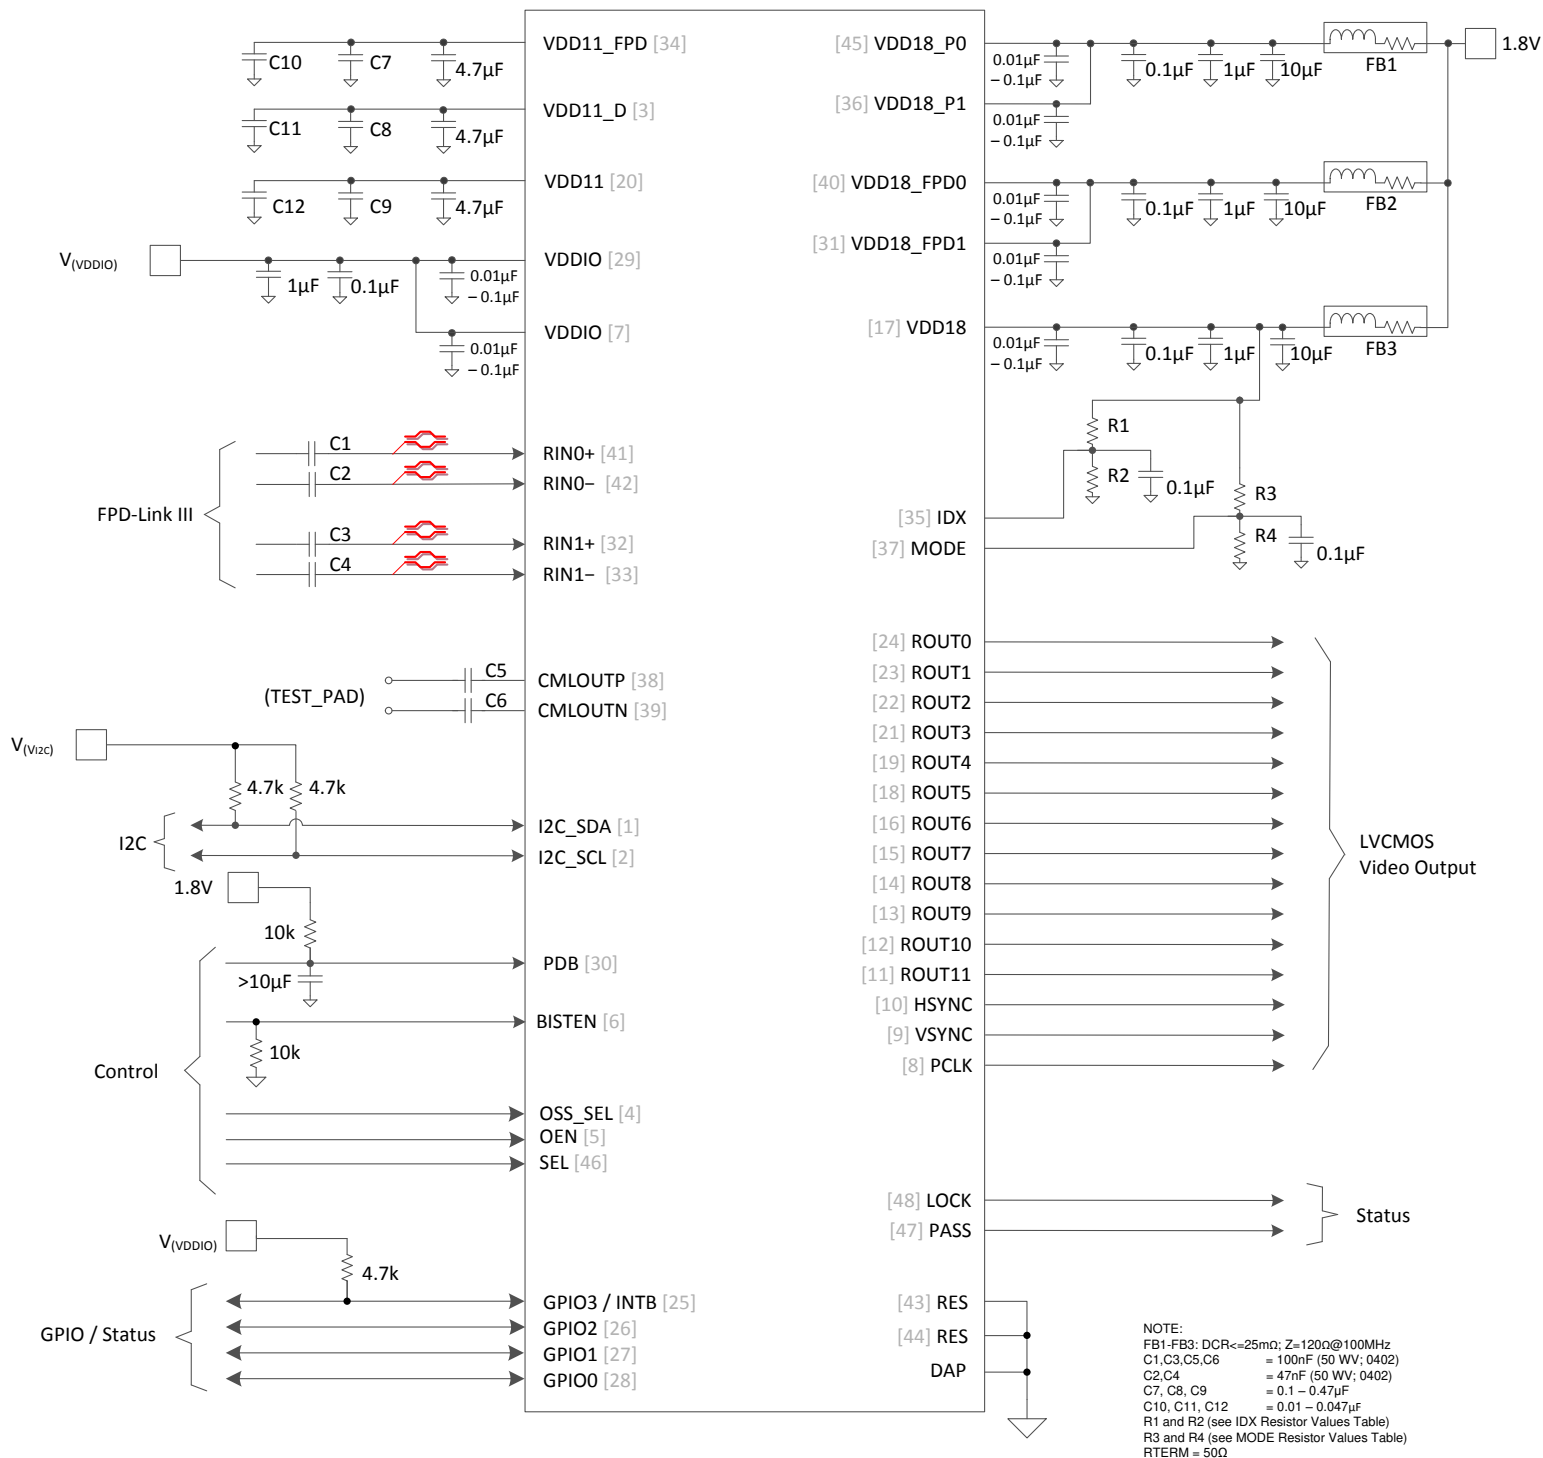 VDD11_FPD [34]
C10
C7
4.7µF
VDD11_D [3]
C11
C8
4.7µF
VDD11 [20]
C12
C9
4.7µF
V(VDDIO)
VDDIO [29]
1µF
0.1µF
0.01µF
– 0.1µF
VDDIO [7]
0.01µF
– 0.1µF
FPD-Link III
C1
RIN0+ [41]
C2
RIN0− [42]
C3
RIN1+ [32]
C4
RIN1− [33]
(TEST_PAD)
C5
CMLOUTP [38]
C6
CMLOUTN [39]
V(VI2C)
4.7k
4.7k
I2C
I2C_SDA [1]
I2C_SCL [2]
1.8V
10k
PDB [30]
>10µF
BISTEN [6]
10k
Control
OSS_SEL [4]
OEN [5]
SEL [46]
V(VDDIO)
4.7k
GPIO / Status
GPIO3 / INTB [25]
GPIO2 [26]
GPIO1 [27]
GPIO0 [28]
[45] VDD18_P0
0.01µF
– 0.1µF
0.1µF
1µF
10µF
FB1
1.8V
[36] VDD18_P1
0.01µF
– 0.1µF
[40] VDD18_FPD0
0.01µF
– 0.1µF
0.1µF
1µF
10µF
FB2
[31] VDD18_FPD1
0.01µF
– 0.1µF
[17] VDD18
0.01µF
– 0.1µF
0.1µF
1µF
10µF
FB3
R1
R2
0.1µF
R3
R4
0.1µF
[35] IDX
[37] MODE
[24] ROUT0
[23] ROUT1
[22] ROUT2
[21] ROUT3
[19] ROUT4
[18] ROUT5
[16] ROUT6
[15] ROUT7
[14] ROUT8
[13] ROUT9
[12] ROUT10
[11] ROUT11
[10] HSYNC
[9] VSYNC
[8] PCLK
LVCMOS
Video Output
[48] LOCK
[47] PASS
Status
[43] RES
[44] RES
DAP
NOTE:
FB1-FB3: DCR<=25mΩ; Z=120Ω@100MHz
C1,C3,C5,C6 = 100nF (50 WV; 0402)
C2,C4 = 47nF (50 WV; 0402)
C7, C8, C9 = 0.1 – 0.47µF
C10, C11, C12 = 0.01 – 0.047µF
R1 and R2 (see IDX Resistor Values Table)
R3 and R4 (see MODE Resistor Values Table)
RTERM = 50Ω